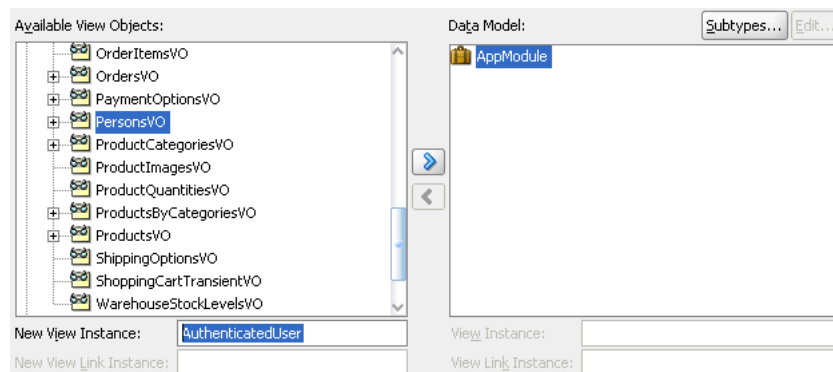 Available View Objects:
Data Model:
Subtypes...
Edit...
OrderItemsVO
OrdersVO
PaymentOptionsVO
PersonsVO
ProductCategoriesVO
ProductImagesVO
ProductQuantitiesVO
ProductsByCategoriesVO
ProductsVO
ShippingOptionsVO
ShoppingCartTransientVO
WarehouseStockLevelsVO
AppModule
New View Instance:
AuthenticatedUser
View Instance:
New View Link Instance:
View Link Instance: